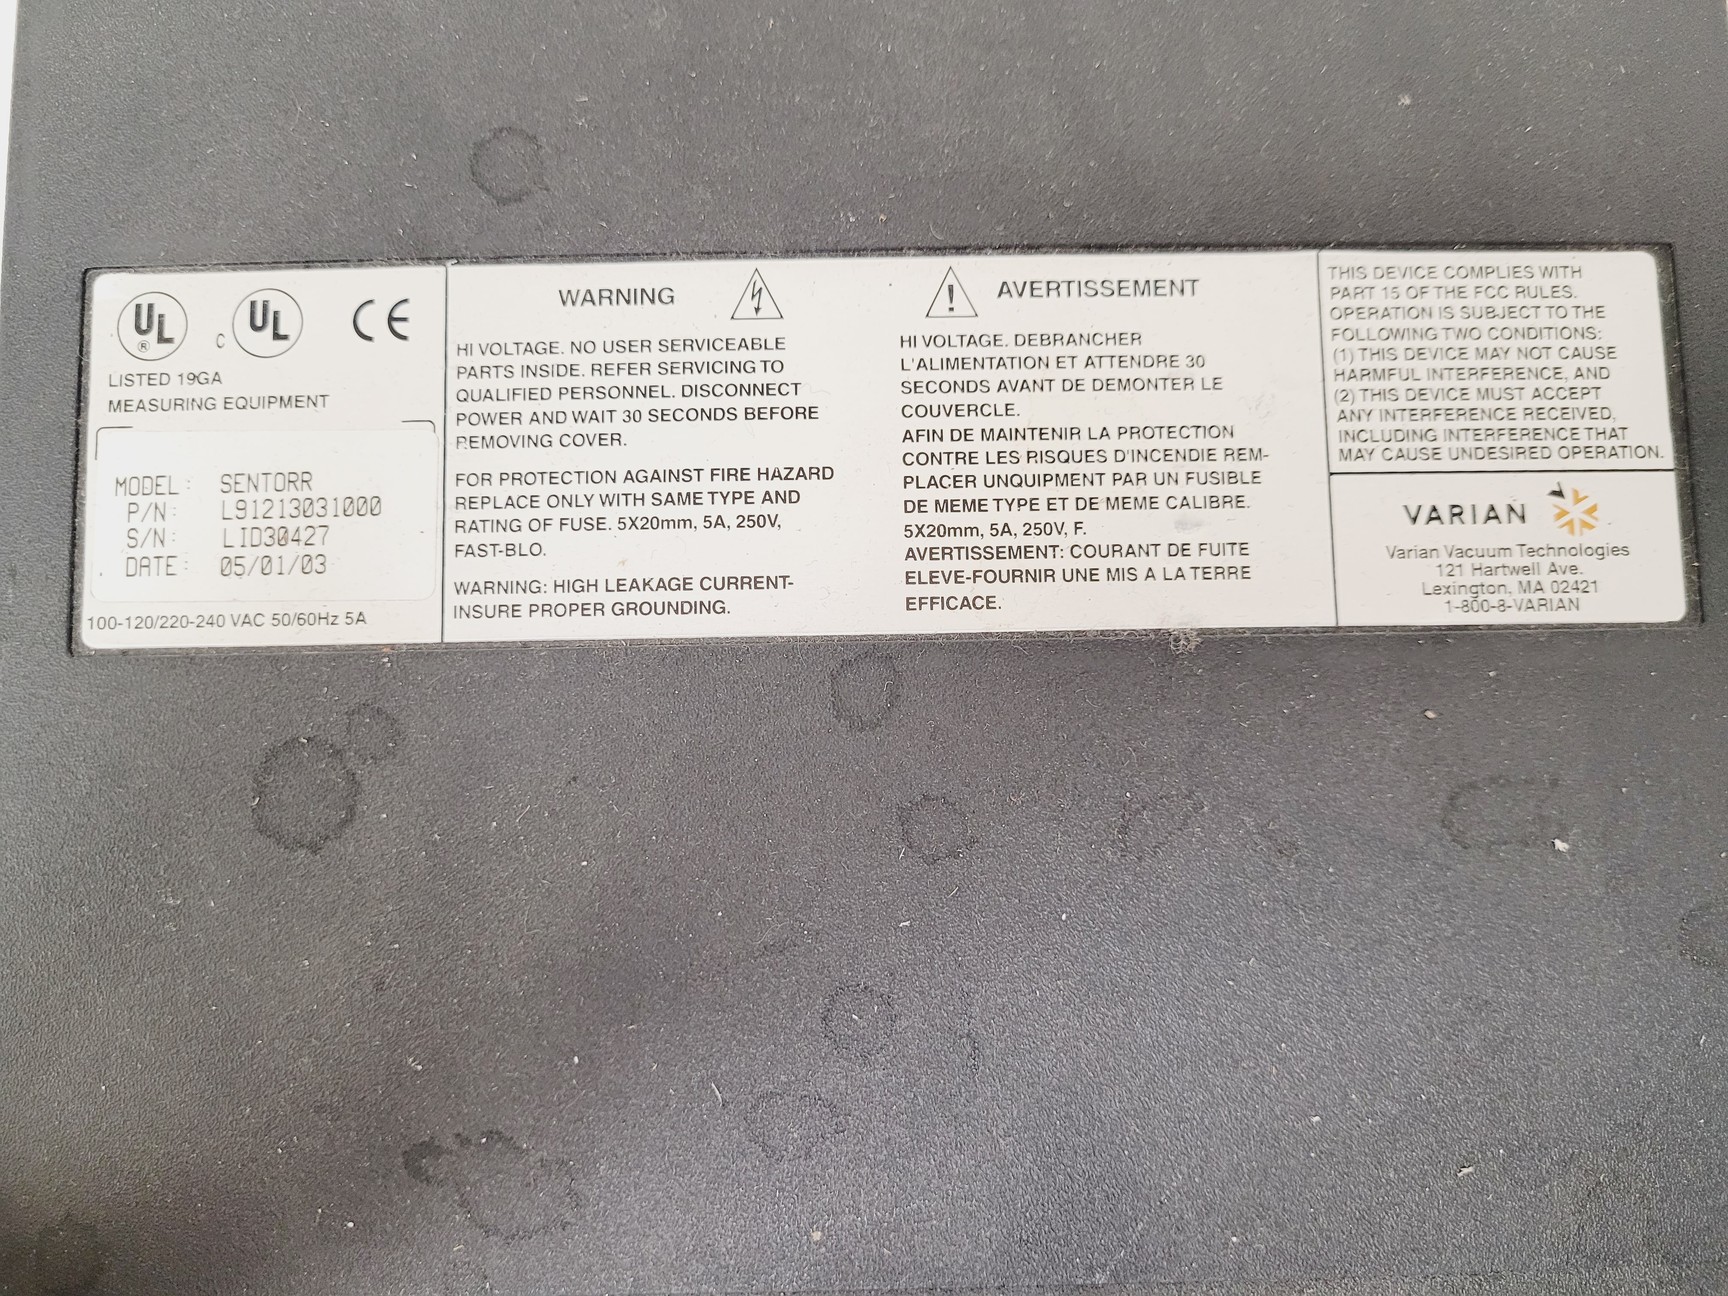 UL
®
C
UL
CE
LISTED 19GA
MEASURING EQUIPMENT
MODEL: SENTORR
P/N: L91213031000
S/N: LID30427
DATE: 05/01/03
100-120/220-240 VAC 50/60Hz 5A
WARNING
HI VOLTAGE. NO USER SERVICEABLE
PARTS INSIDE. REFER SERVICING TO
QUALIFIED PERSONNEL. DISCONNECT
POWER AND WAIT 30 SECONDS BEFORE
REMOVING COVER.
FOR PROTECTION AGAINST FIRE HAZARD
REPLACE ONLY WITH SAME TYPE AND
RATING OF FUSE. 5X20mm, 5A, 250V,
FAST-BLO.
WARNING: HIGH LEAKAGE CURRENT-
INSURE PROPER GROUNDING.
! AVERTISSEMENT
HI VOLTAGE. DEBRANCHER
L'ALIMENTATION ET ATTENDRE 30
SECONDS AVANT DE DEMONTER LE
COUVERCLE.
AFIN DE MAINTENIR LA PROTECTION
CONTRE LES RISQUES D'INCENDIE REM-
PLACER UNQUIPMENT PAR UN FUSIBLE
DE MEME TYPE ET DE MEME CALIBRE.
5X20mm, 5A, 250V, F.
AVERTISSEMENT: COURANT DE FUITE
ELEVE-FOURNIR UNE MIS A LA TERRE
EFFICACE.
THIS DEVICE COMPLIES WITH
PART 15 OF THE FCC RULES.
OPERATION IS SUBJECT TO THE
FOLLOWING TWO CONDITIONS:
(1) THIS DEVICE MAY NOT CAUSE
HARMFUL INTERFERENCE, AND
(2) THIS DEVICE MUST ACCEPT
ANY INTERFERENCE RECEIVED,
INCLUDING INTERFERENCE THAT
MAY CAUSE UNDESIRED OPERATION.
VARIAN
Varian Vacuum Technologies
121 Hartwell Ave.
Lexington, MA 02421
1-800-8-VARIAN